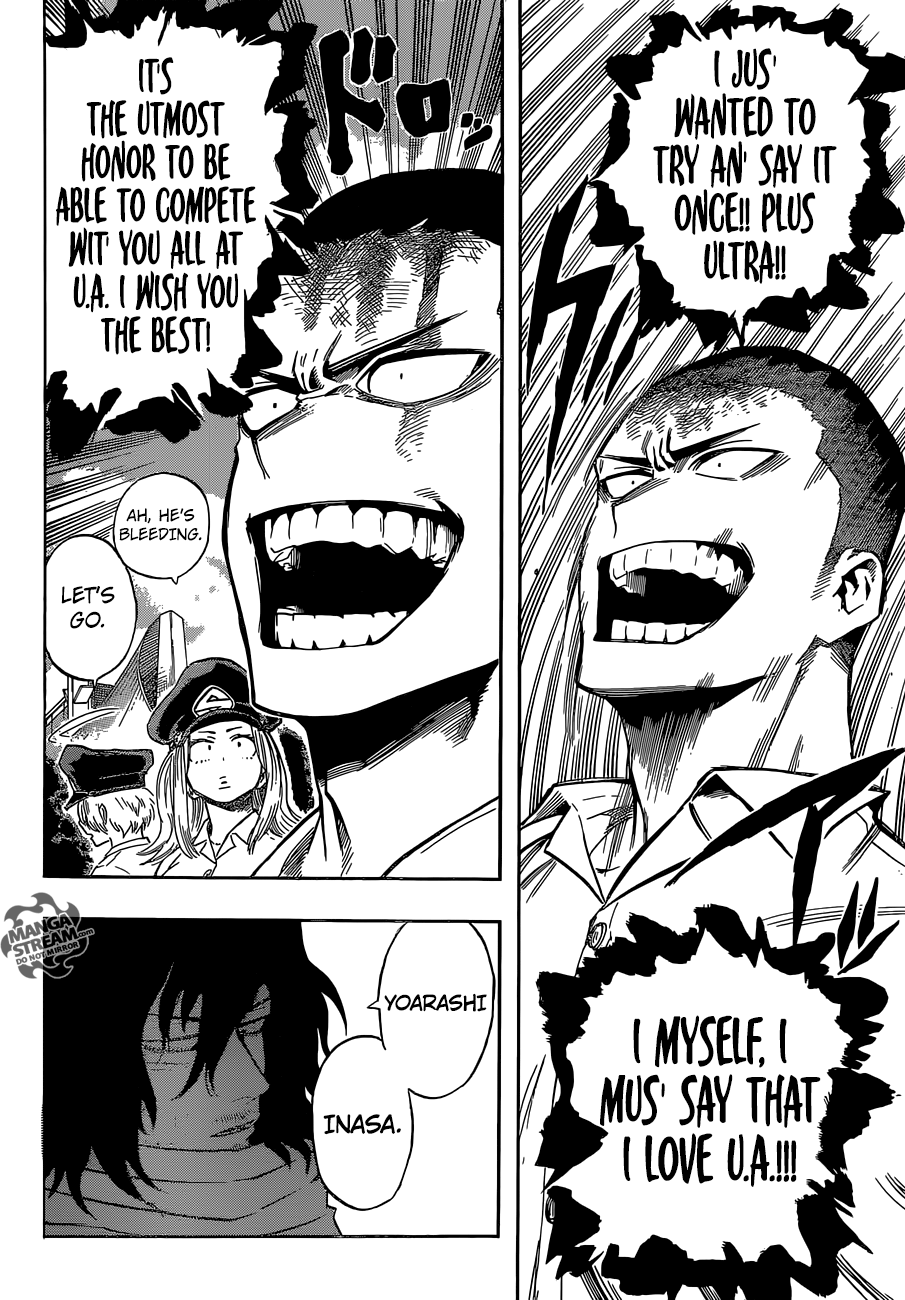 I JUS'
WANTED TO
TRY AN' SAY IT
ONCE!! PLUS
ULTRA!!
I MYSELF, I
MUS' SAY THAT
I LOVE U.A.!!!!
IT'S
THE UTMOST
HONOR TO BE
ABLE TO COMPETE
WIT' YOU ALL AT
U.A. I WISH YOU
THE BEST!
ドロッ
AH, HE'S
BLEEDING.
LET'S
GO.
YOARASHI
INASA.
MANGA
STREAM.com
DO NOT MIRROR